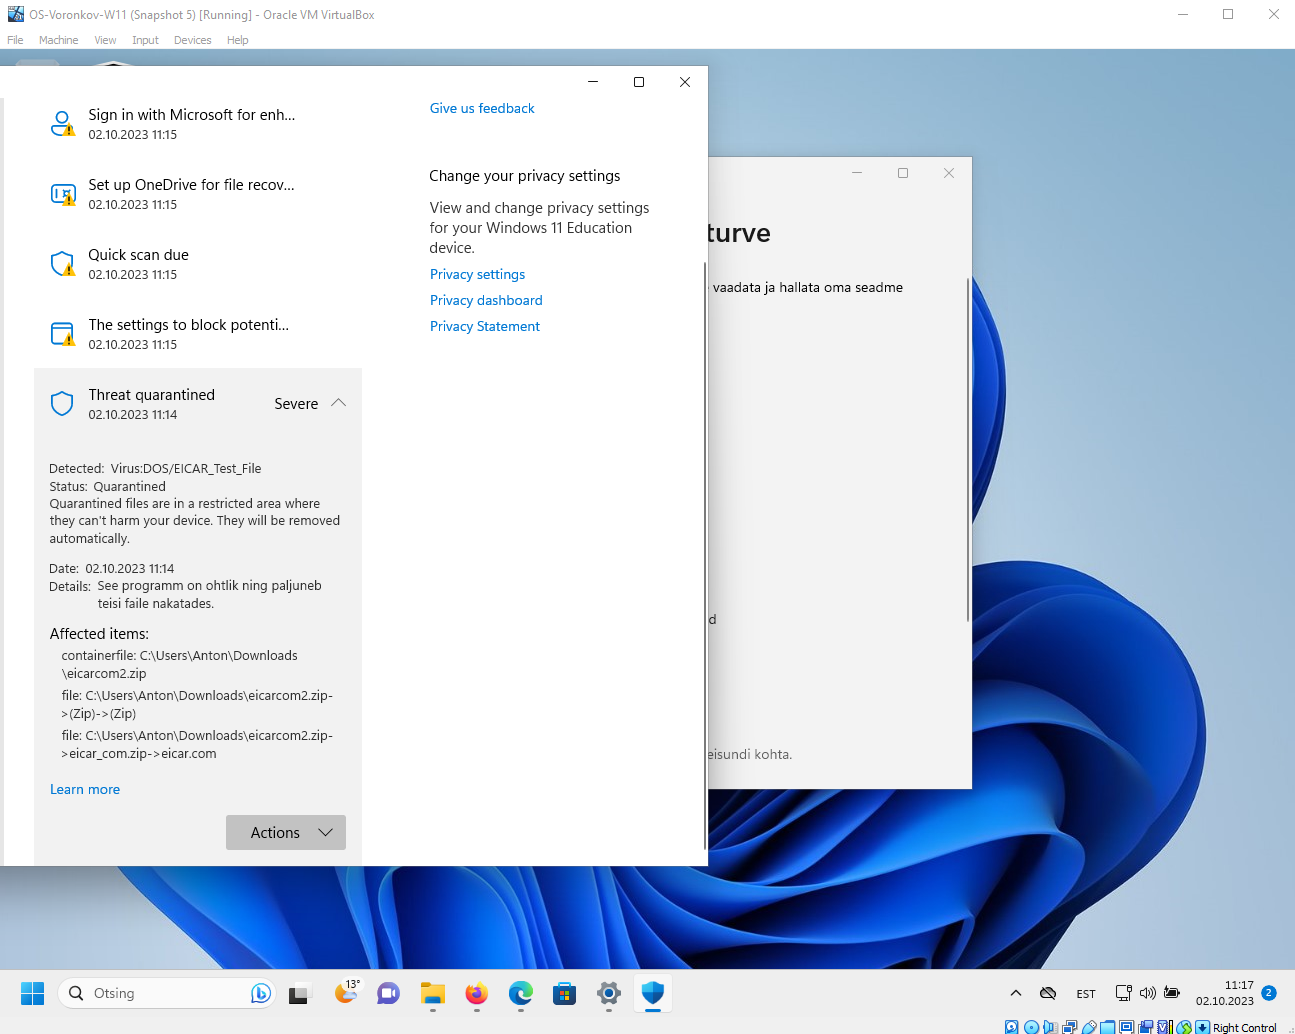 OS-Voronkov-W11 (Snapshot 5) [Running] - Oracle VM VirtualBox
File Machine View Input Devices Help
Sign in with Microsoft for enh...
02.10.2023 11:15
Set up OneDrive for file recov...
02.10.2023 11:15
Quick scan due
02.10.2023 11:15
The settings to block potenti...
02.10.2023 11:15
Threat quarantined
02.10.2023 11:14
Severe
Detected: Virus:DOS/EICAR_Test_File
Status: Quarantined
Quarantined files are in a restricted area where
they can't harm your device. They will be removed
automatically.
Date: 02.10.2023 11:14
Details: See programm on ohtlik ning paljuneb
teisi faile nakatades.
Affected items:
containerfile: C:\Users\Anton\Downloads
\eicarcom2.zip
file: C:\Users\Anton\Downloads\eicarcom2.zip-
>(Zip)->(Zip)
file: C:\Users\Anton\Downloads\eicarcom2.zip-
>eicar_com.zip->eicar.com
Learn more
Actions
Give us feedback
Change your privacy settings
View and change privacy settings
for your Windows 11 Education
device.
Privacy settings
Privacy dashboard
Privacy Statement
turve
vaadata ja hallata oma seadme
d
eisundi kohta.
Otsing
13°
EST
11:17
02.10.2023
2
Right Control